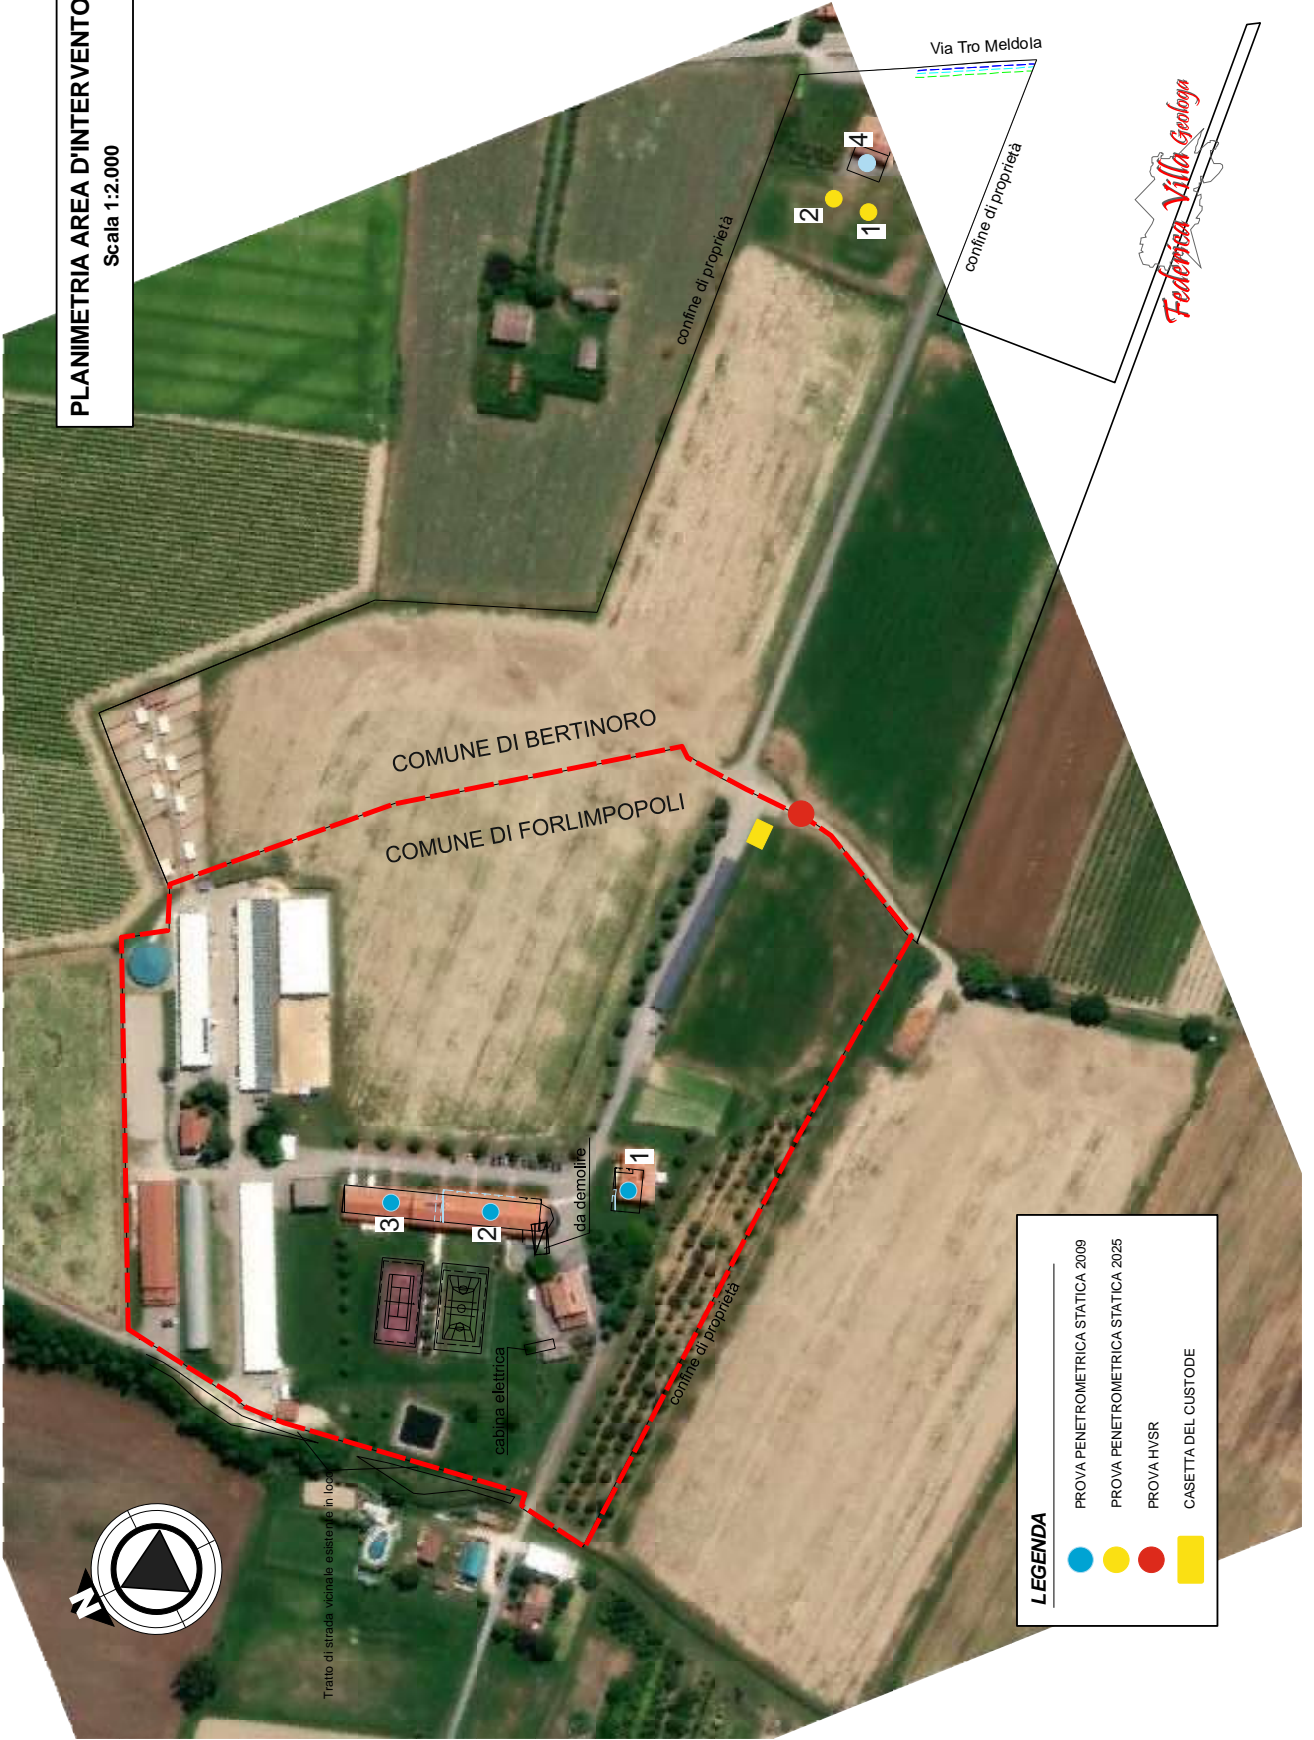 PLANIMETRIA AREA D'INTERVENTO
Scala 1:2.000
Via Tro Meldola
confine di proprietà
confine di proprietà
Federica Villa Geologa
4
2
1
COMUNE DI BERTINORO
COMUNE DI FORLIMPOPOLI
3
2
1
da demolire
cabina elettrica
confine di proprietà
Tratto di strada vicinale esistente in loco
N
LEGENDA
PROVA PENETROMETRICA STATICA 2009
PROVA PENETROMETRICA STATICA 2025
PROVA HVSR
CASETTA DEL CUSTODE